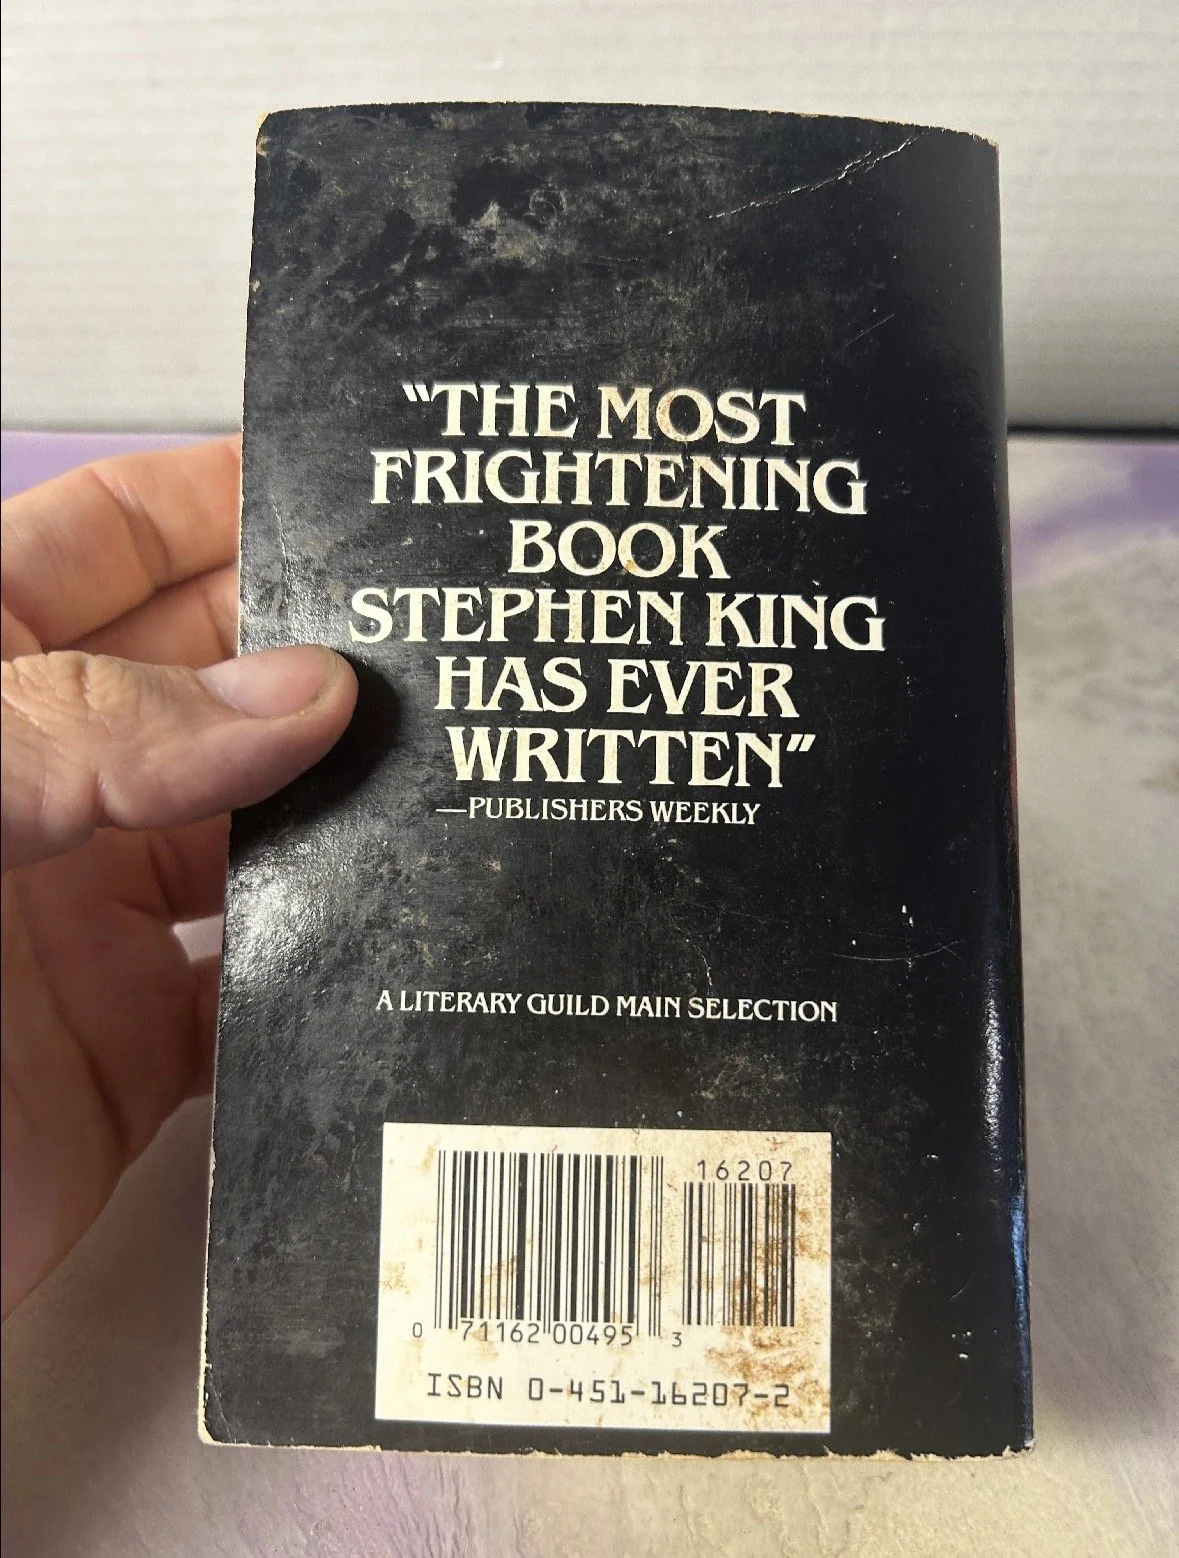 "THE MOST
FRIGHTENING
BOOK
STEPHEN KING
HAS EVER
WRITTEN"
—PUBLISHERS WEEKLY
A LITERARY GUILD MAIN SELECTION
16207
0 71162 00495 3
ISBN 0-451-16207-2